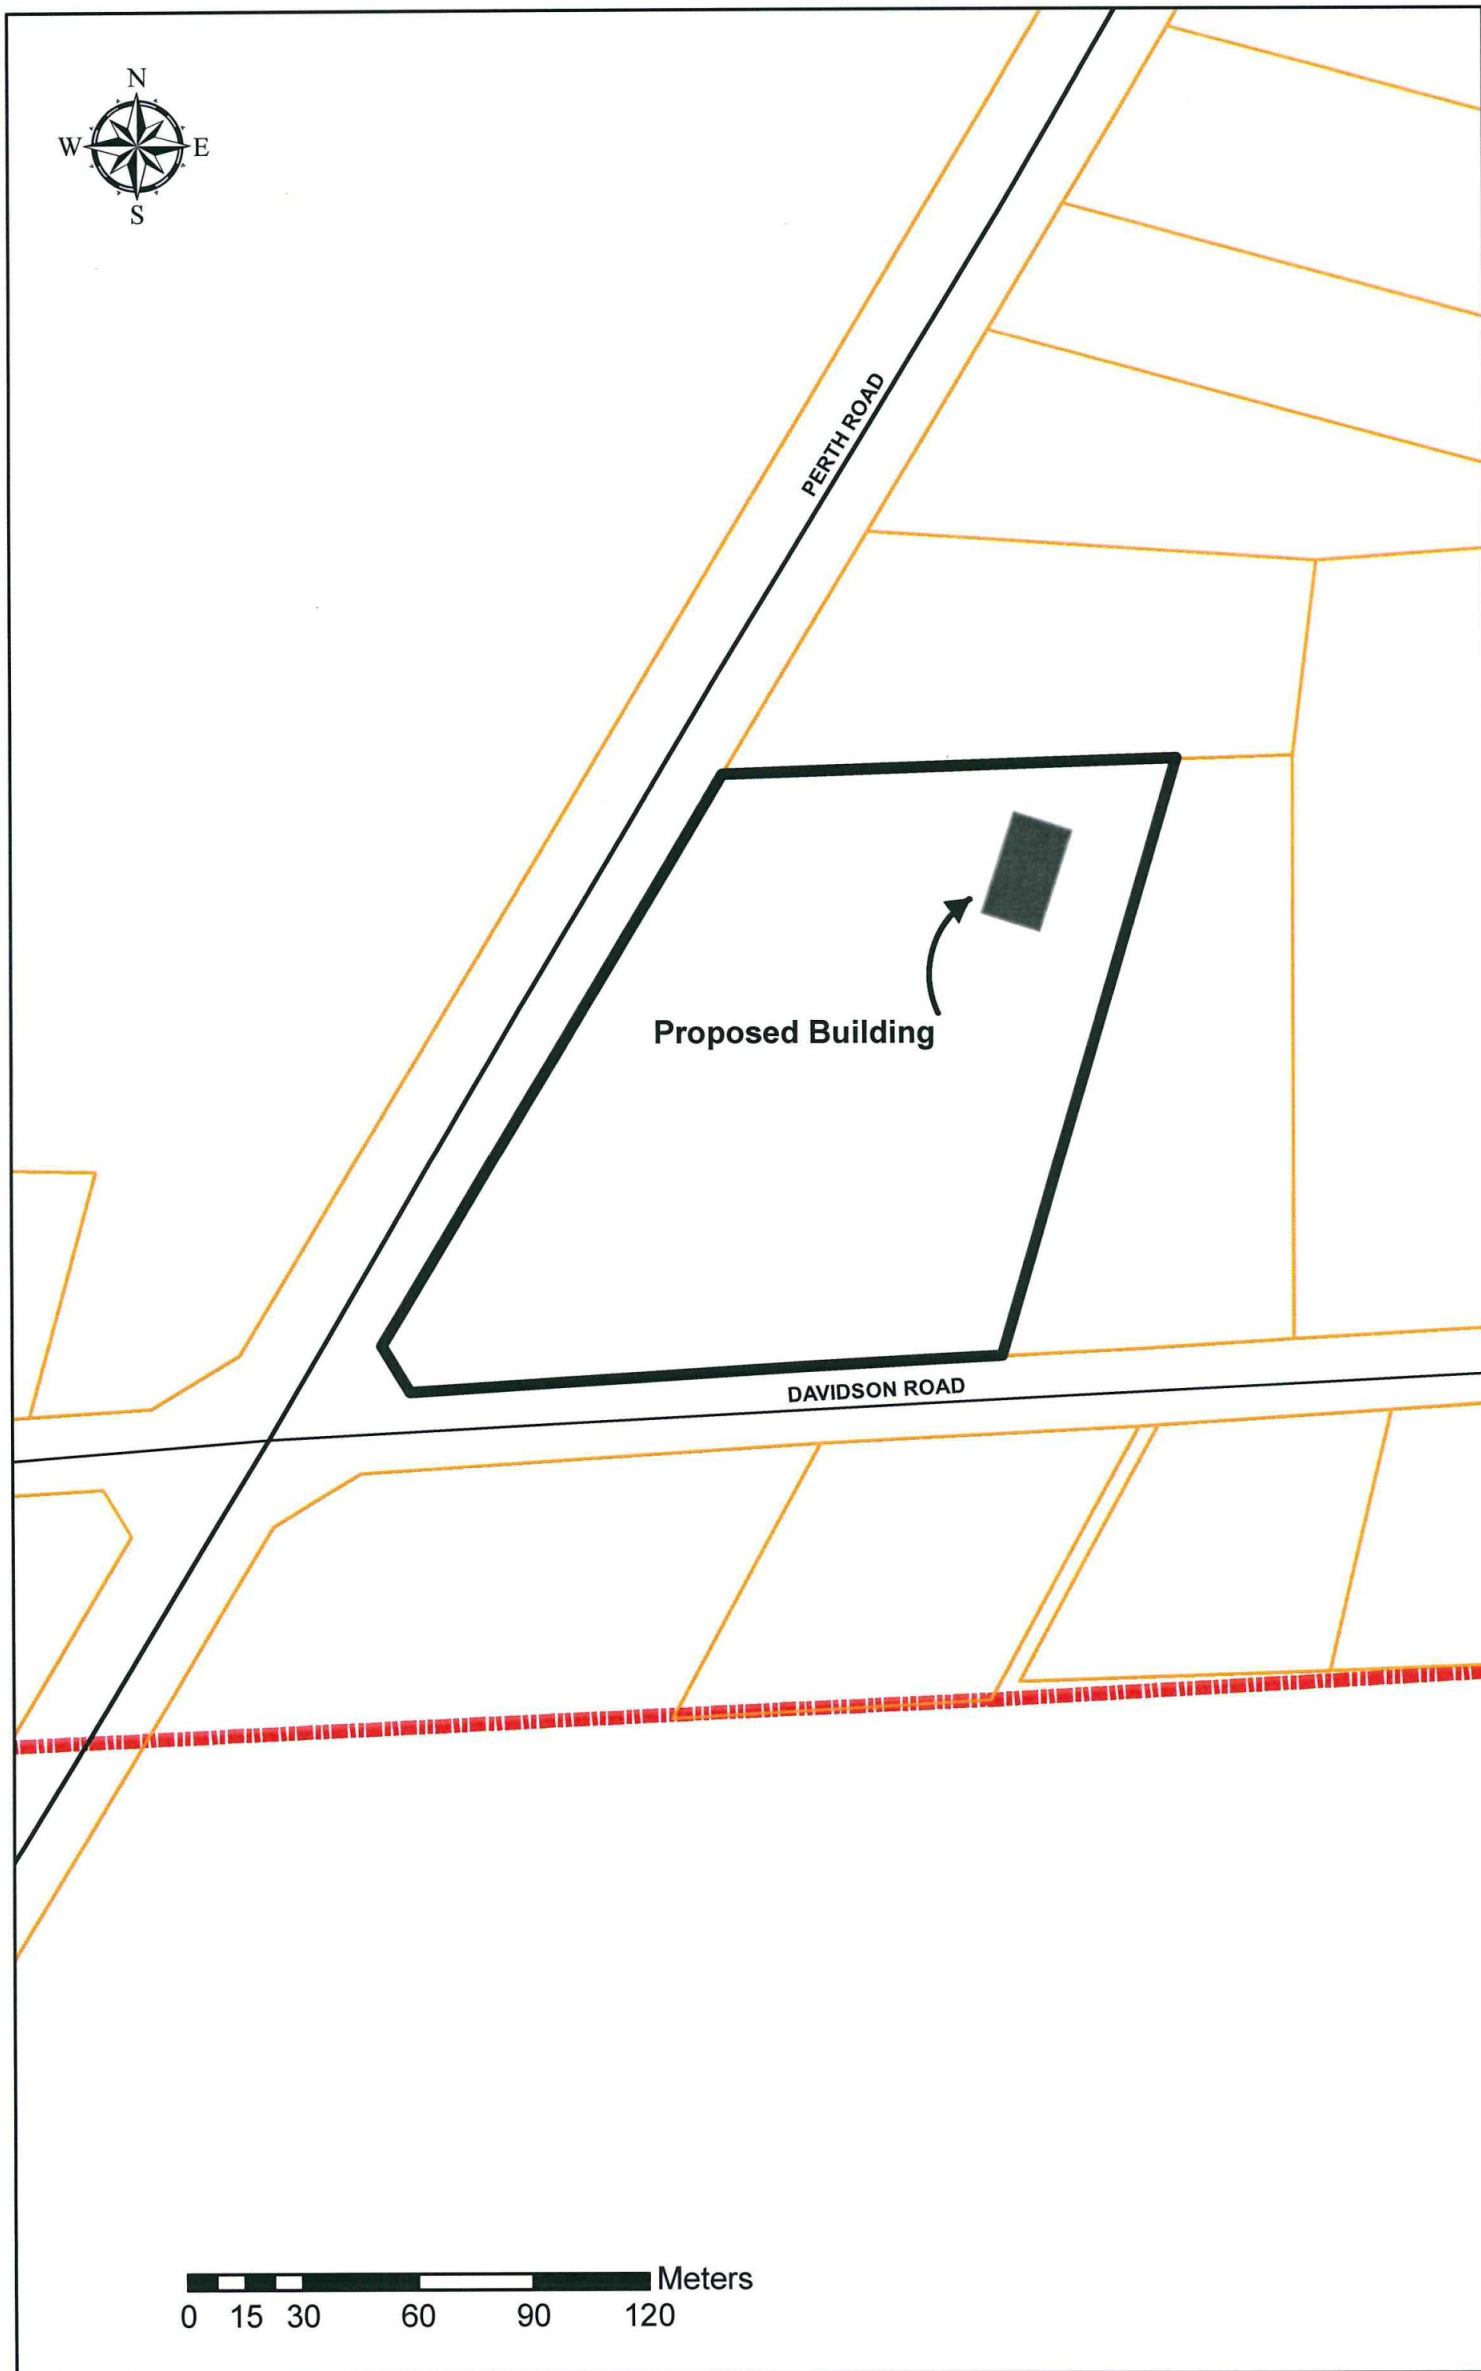 N
W E
S
PERTH ROAD
Proposed Building
DAVIDSON ROAD
Meters
0 15 30 60 90 120